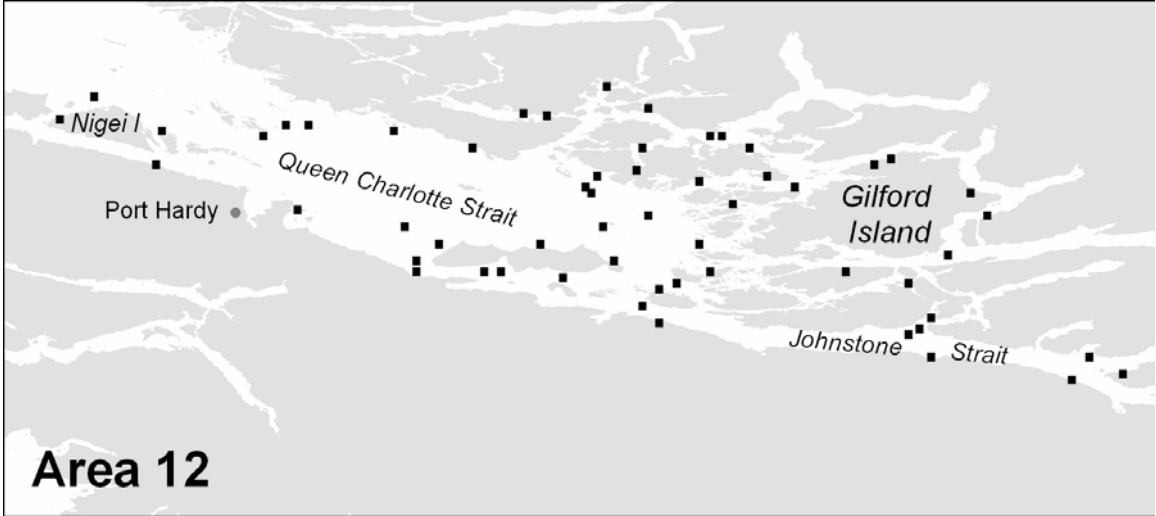 Nigei I
Queen Charlotte Strait
Port Hardy
Gilford
Island
Johnstone Strait
Area 12